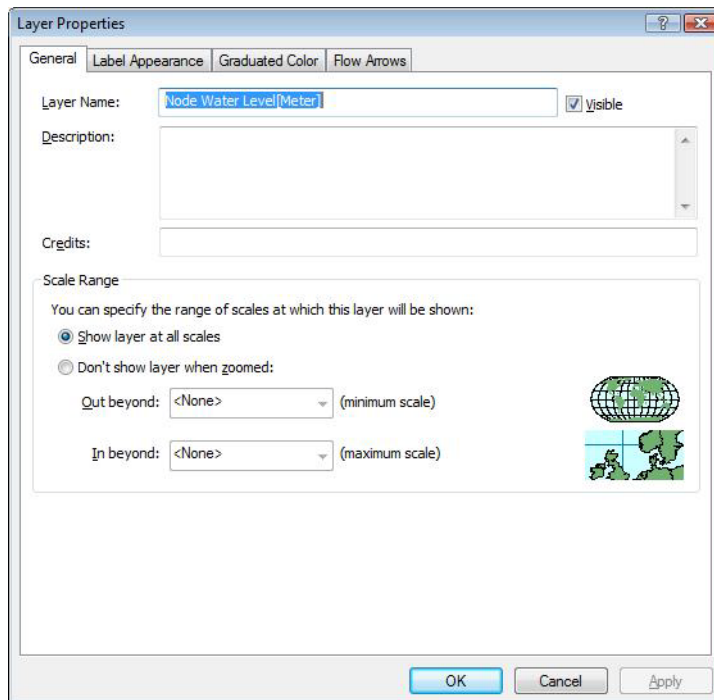 Layer Properties
General Label Appearance Graduated Color Flow Arrows
Layer Name: Node Water Level[Meter] Visible
Description:
Credits:
Scale Range
You can specify the range of scales at which this layer will be shown:
Show layer at all scales
Don't show layer when zoomed:
Out beyond: <None> (minimum scale)
In beyond: <None> (maximum scale)
OK Cancel Apply